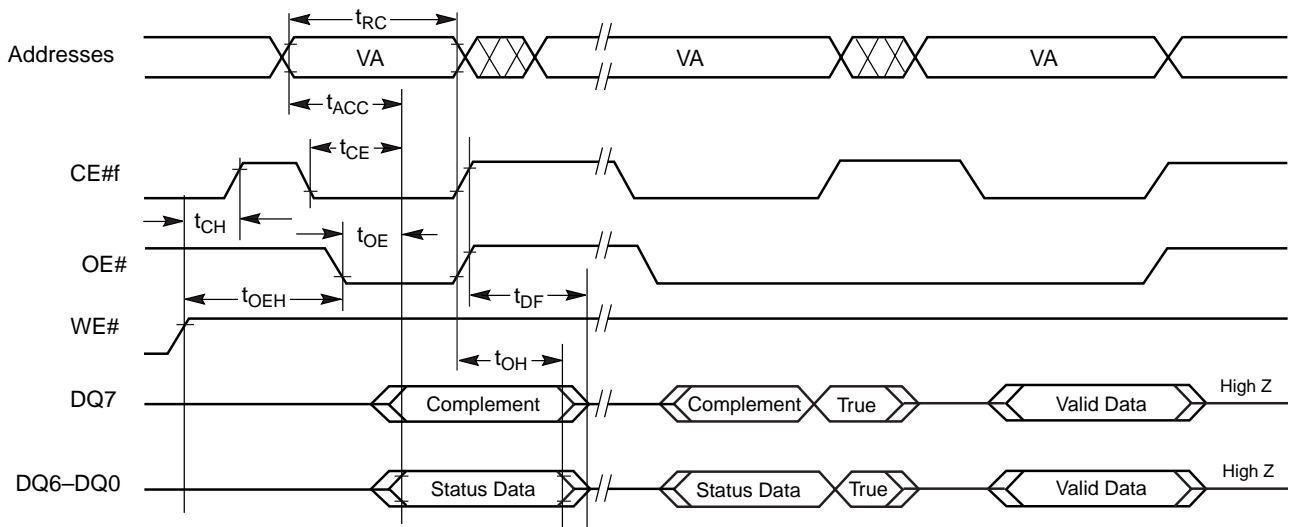 tRC
Addresses VA VA VA
tACC
tCE
CE#f
tCH
tOE
OE#
tOEH tDF
WE#
tOH
DQ7 Complement Complement True Valid Data High Z
DQ6–DQ0 Status Data Status Data True Valid Data High Z